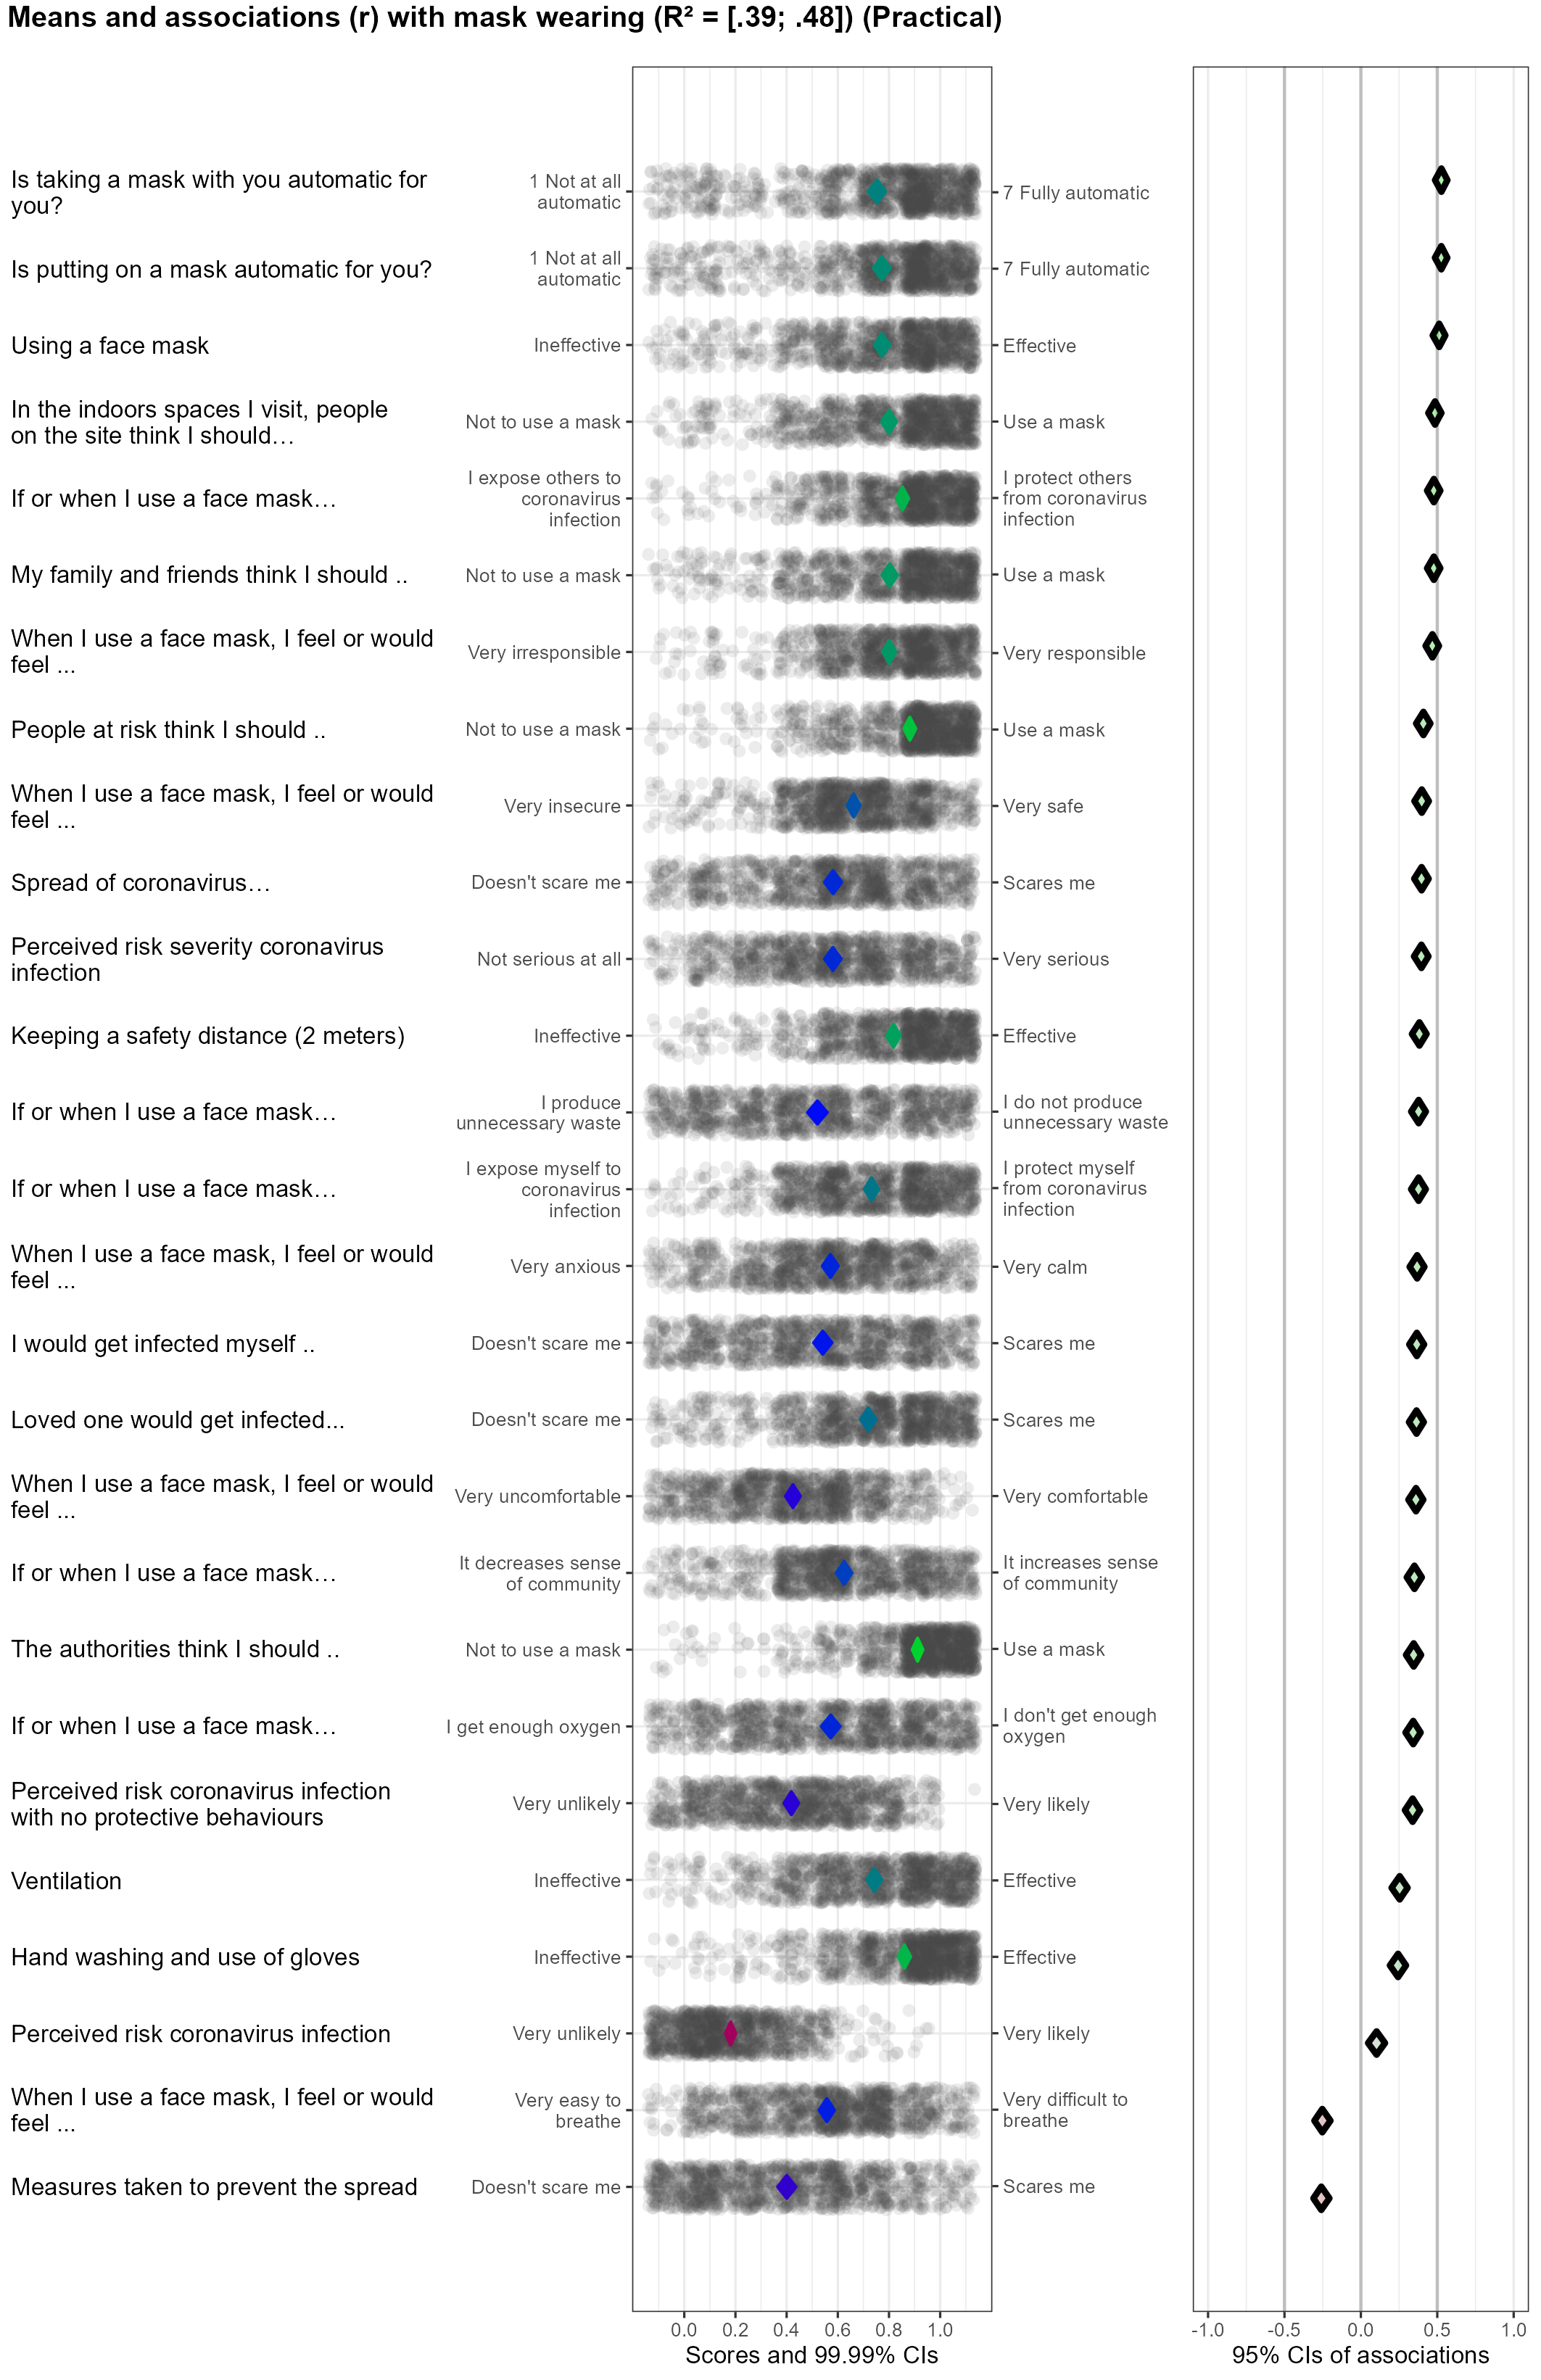 Means and associations (r) with mask wearing (R² = [.39; .48]) (Practical)
Is taking a mask with you automatic for
you?
1 Not at all
automatic
7 Fully automatic
Is putting on a mask automatic for you?
1 Not at all
automatic
7 Fully automatic
Using a face mask
Ineffective
Effective
In the indoors spaces I visit, people
on the site think I should…
Not to use a mask
Use a mask
If or when I use a face mask…
I expose others to
coronavirus
infection
I protect others
from coronavirus
infection
My family and friends think I should ..
Not to use a mask
Use a mask
When I use a face mask, I feel or would
feel ...
Very irresponsible
Very responsible
People at risk think I should ..
Not to use a mask
Use a mask
When I use a face mask, I feel or would
feel ...
Very insecure
Very safe
Spread of coronavirus…
Doesn't scare me
Scares me
Perceived risk severity coronavirus
infection
Not serious at all
Very serious
Keeping a safety distance (2 meters)
Ineffective
Effective
If or when I use a face mask…
I produce
unnecessary waste
I do not produce
unnecessary waste
If or when I use a face mask…
I expose myself to
coronavirus
infection
I protect myself
from coronavirus
infection
When I use a face mask, I feel or would
feel ...
Very anxious
Very calm
I would get infected myself ..
Doesn't scare me
Scares me
Loved one would get infected...
Doesn't scare me
Scares me
When I use a face mask, I feel or would
feel ...
Very uncomfortable
Very comfortable
If or when I use a face mask…
It decreases sense
of community
It increases sense
of community
The authorities think I should ..
Not to use a mask
Use a mask
If or when I use a face mask…
I get enough oxygen
I don't get enough
oxygen
Perceived risk coronavirus infection
with no protective behaviours
Very unlikely
Very likely
Ventilation
Ineffective
Effective
Hand washing and use of gloves
Ineffective
Effective
Perceived risk coronavirus infection
Very unlikely
Very likely
When I use a face mask, I feel or would
feel ...
Very easy to
breathe
Very difficult to
breathe
Measures taken to prevent the spread
Doesn't scare me
Scares me
0.0 0.2 0.4 0.6 0.8 1.0
Scores and 99.99% CIs
-1.0 -0.5 0.0 0.5 1.0
95% CIs of associations